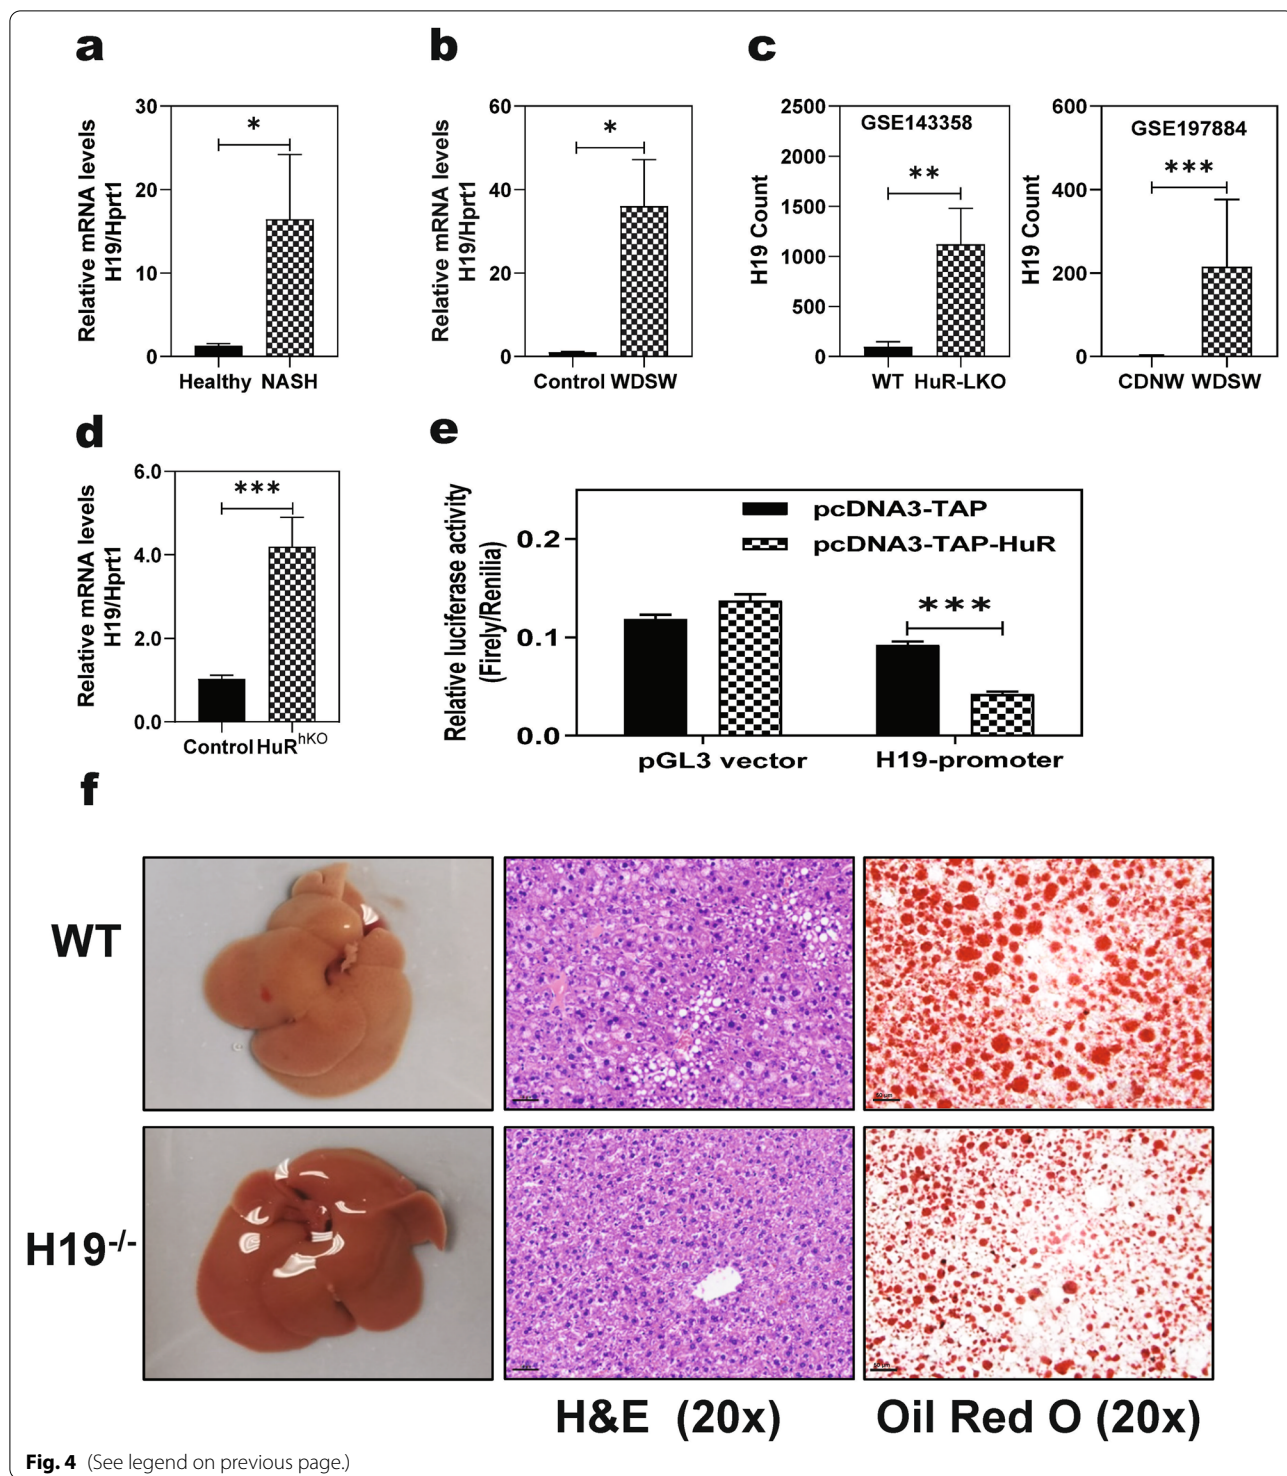 a
30
20
10
0
Relative mRNA levels
H19/Hprt1
*
Healthy NASH
b
60
40
20
0
Relative mRNA levels
H19/Hprt1
*
Control WDSW
c
2500
2000
1500
1000
500
0
H19 Count
GSE143358
**
WT HuR-LKO
600
400
200
0
H19 Count
GSE197884
***
CDNW WDSW
d
6.0
4.0
2.0
0.0
Relative mRNA levels
H19/Hprt1
***
Control HuRhKO
e
Relative luciferase activity
(Firely/Renilia)
0.2
0.1
0.0
pcDNA3-TAP
pcDNA3-TAP-HuR
***
pGL3 vector
H19-promoter
f
WT
H19-/-
H&E (20x)
Oil Red O (20x)
Fig. 4 (See legend on previous page.)